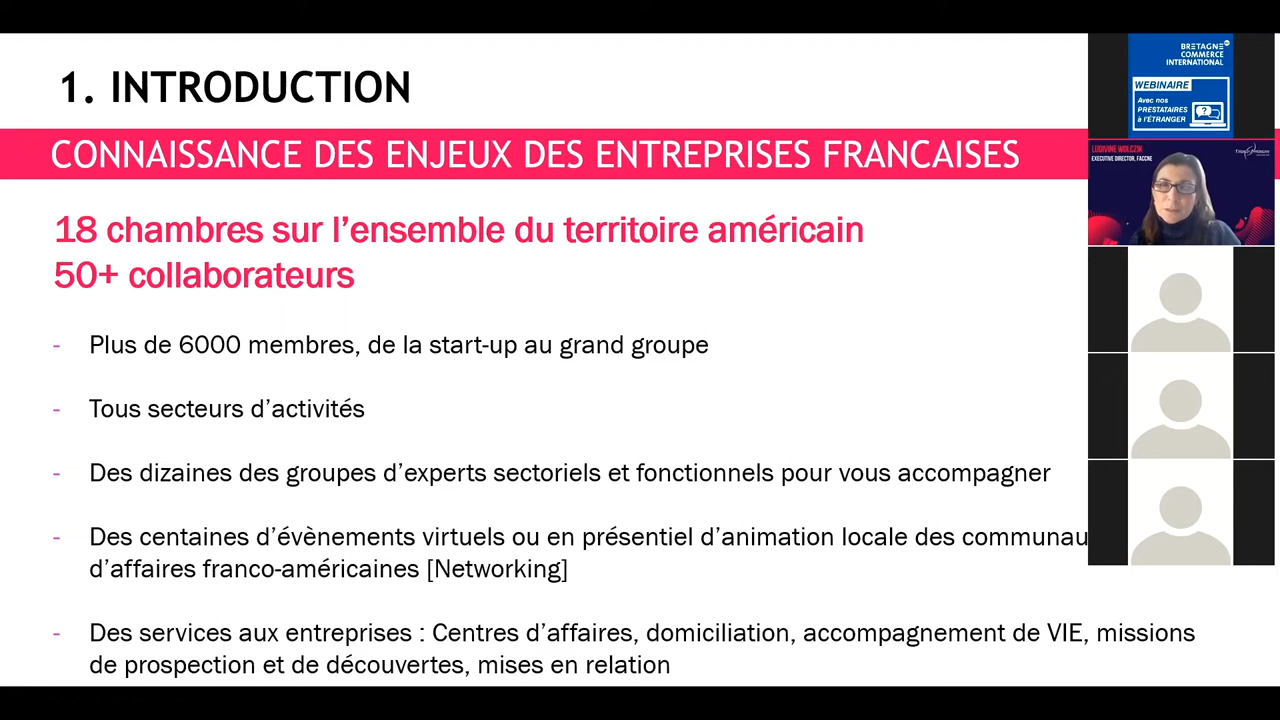 1. INTRODUCTION
CONNAISSANCE DES ENJEUX DES ENTREPRISES FRANCAISES
18 chambres sur l’ensemble du territoire américain
50+ collaborateurs
- Plus de 6000 membres, de la start-up au grand groupe
- Tous secteurs d’activités
- Des dizaines des groupes d’experts sectoriels et fonctionnels pour vous accompagner
- Des centaines d’évènements virtuels ou en présentiel d’animation locale des communau
d’affaires franco-américaines [Networking]
- Des services aux entreprises : Centres d’affaires, domiciliation, accompagnement de VIE, missions
de prospection et de découvertes, mises en relation
BRETAGNE
COMMERCE
INTERNATIONAL
WEBINAIRE
Avec nos
PRESTATAIRES
à l'ÉTRANGER
LUDIVINE WOLCZIK
EXECUTIVE DIRECTOR, FACCNE